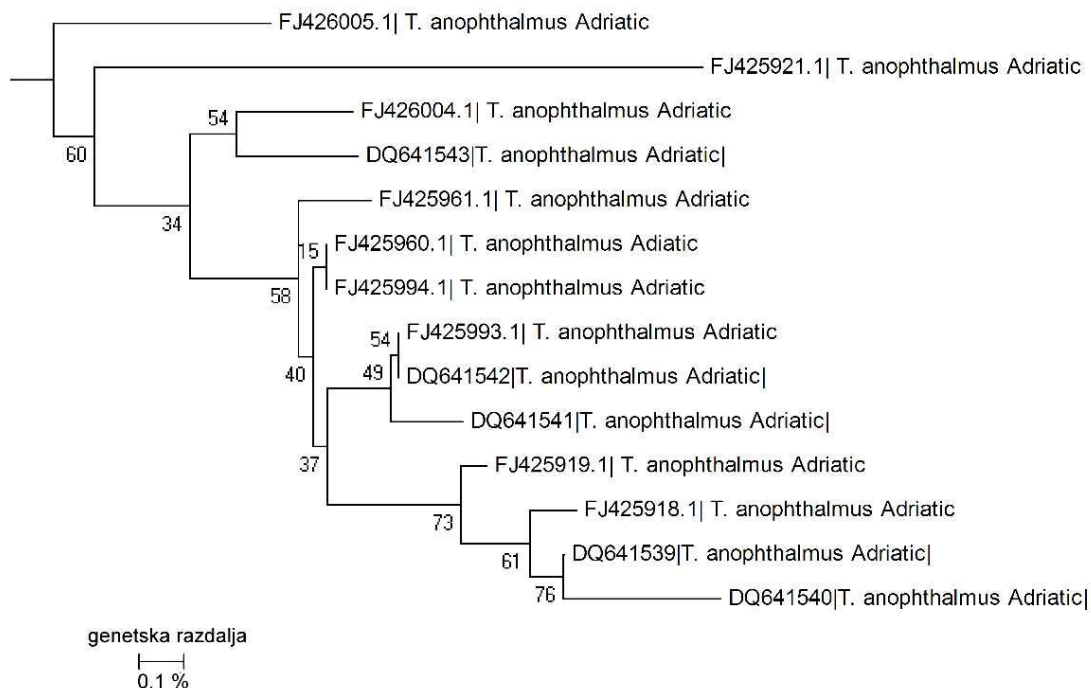 FJ426005.1| T. anophthalmus Adriatic
FJ425921.1| T. anophthalmus Adriatic
60
54
FJ426004.1| T. anophthalmus Adriatic
DQ641543|T. anophthalmus Adriatic|
34
FJ425961.1| T. anophthalmus Adriatic
15
FJ425960.1| T. anophthalmus Adiatic
FJ425994.1| T. anophthalmus Adriatic
58
54
FJ425993.1| T. anophthalmus Adriatic
40
49
DQ641542|T. anophthalmus Adriatic|
DQ641541|T. anophthalmus Adriatic|
37
FJ425919.1| T. anophthalmus Adriatic
73
FJ425918.1| T. anophthalmus Adriatic
61
DQ641539|T. anophthalmus Adriatic|
76
DQ641540|T. anophthalmus Adriatic|
genetska razdalja
0.1 %